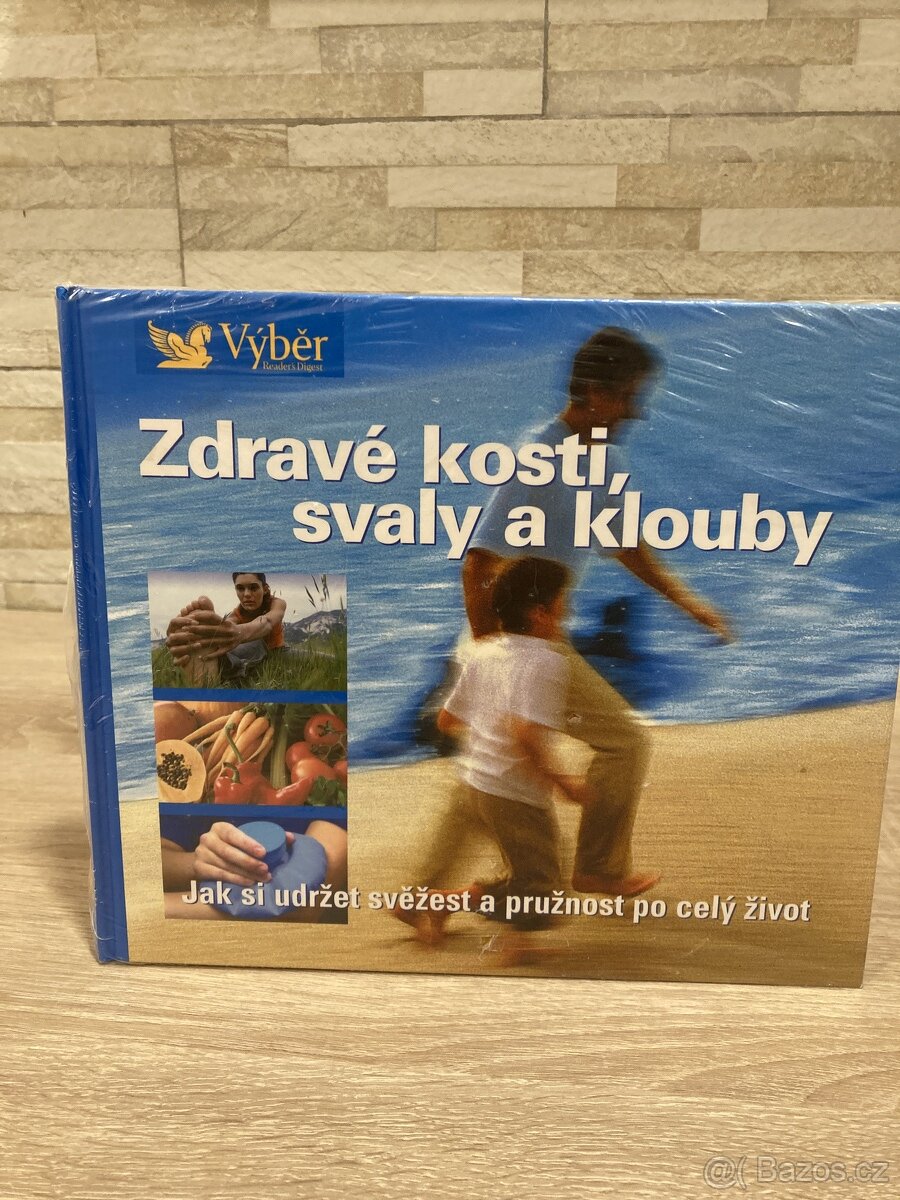 Výběr
Reader's Digest
Zdravé kosti,
svaly a klouby
Jak si udržet svěžest a pružnost po celý život
@( Bazos.cz